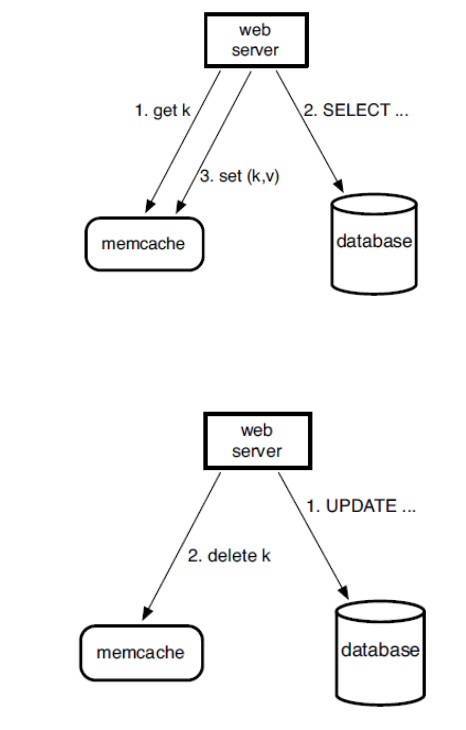 web
server
1. get k
2. SELECT ...
3. set (k,v)
memcache
database
web
server
1. UPDATE ...
2. delete k
memcache
database